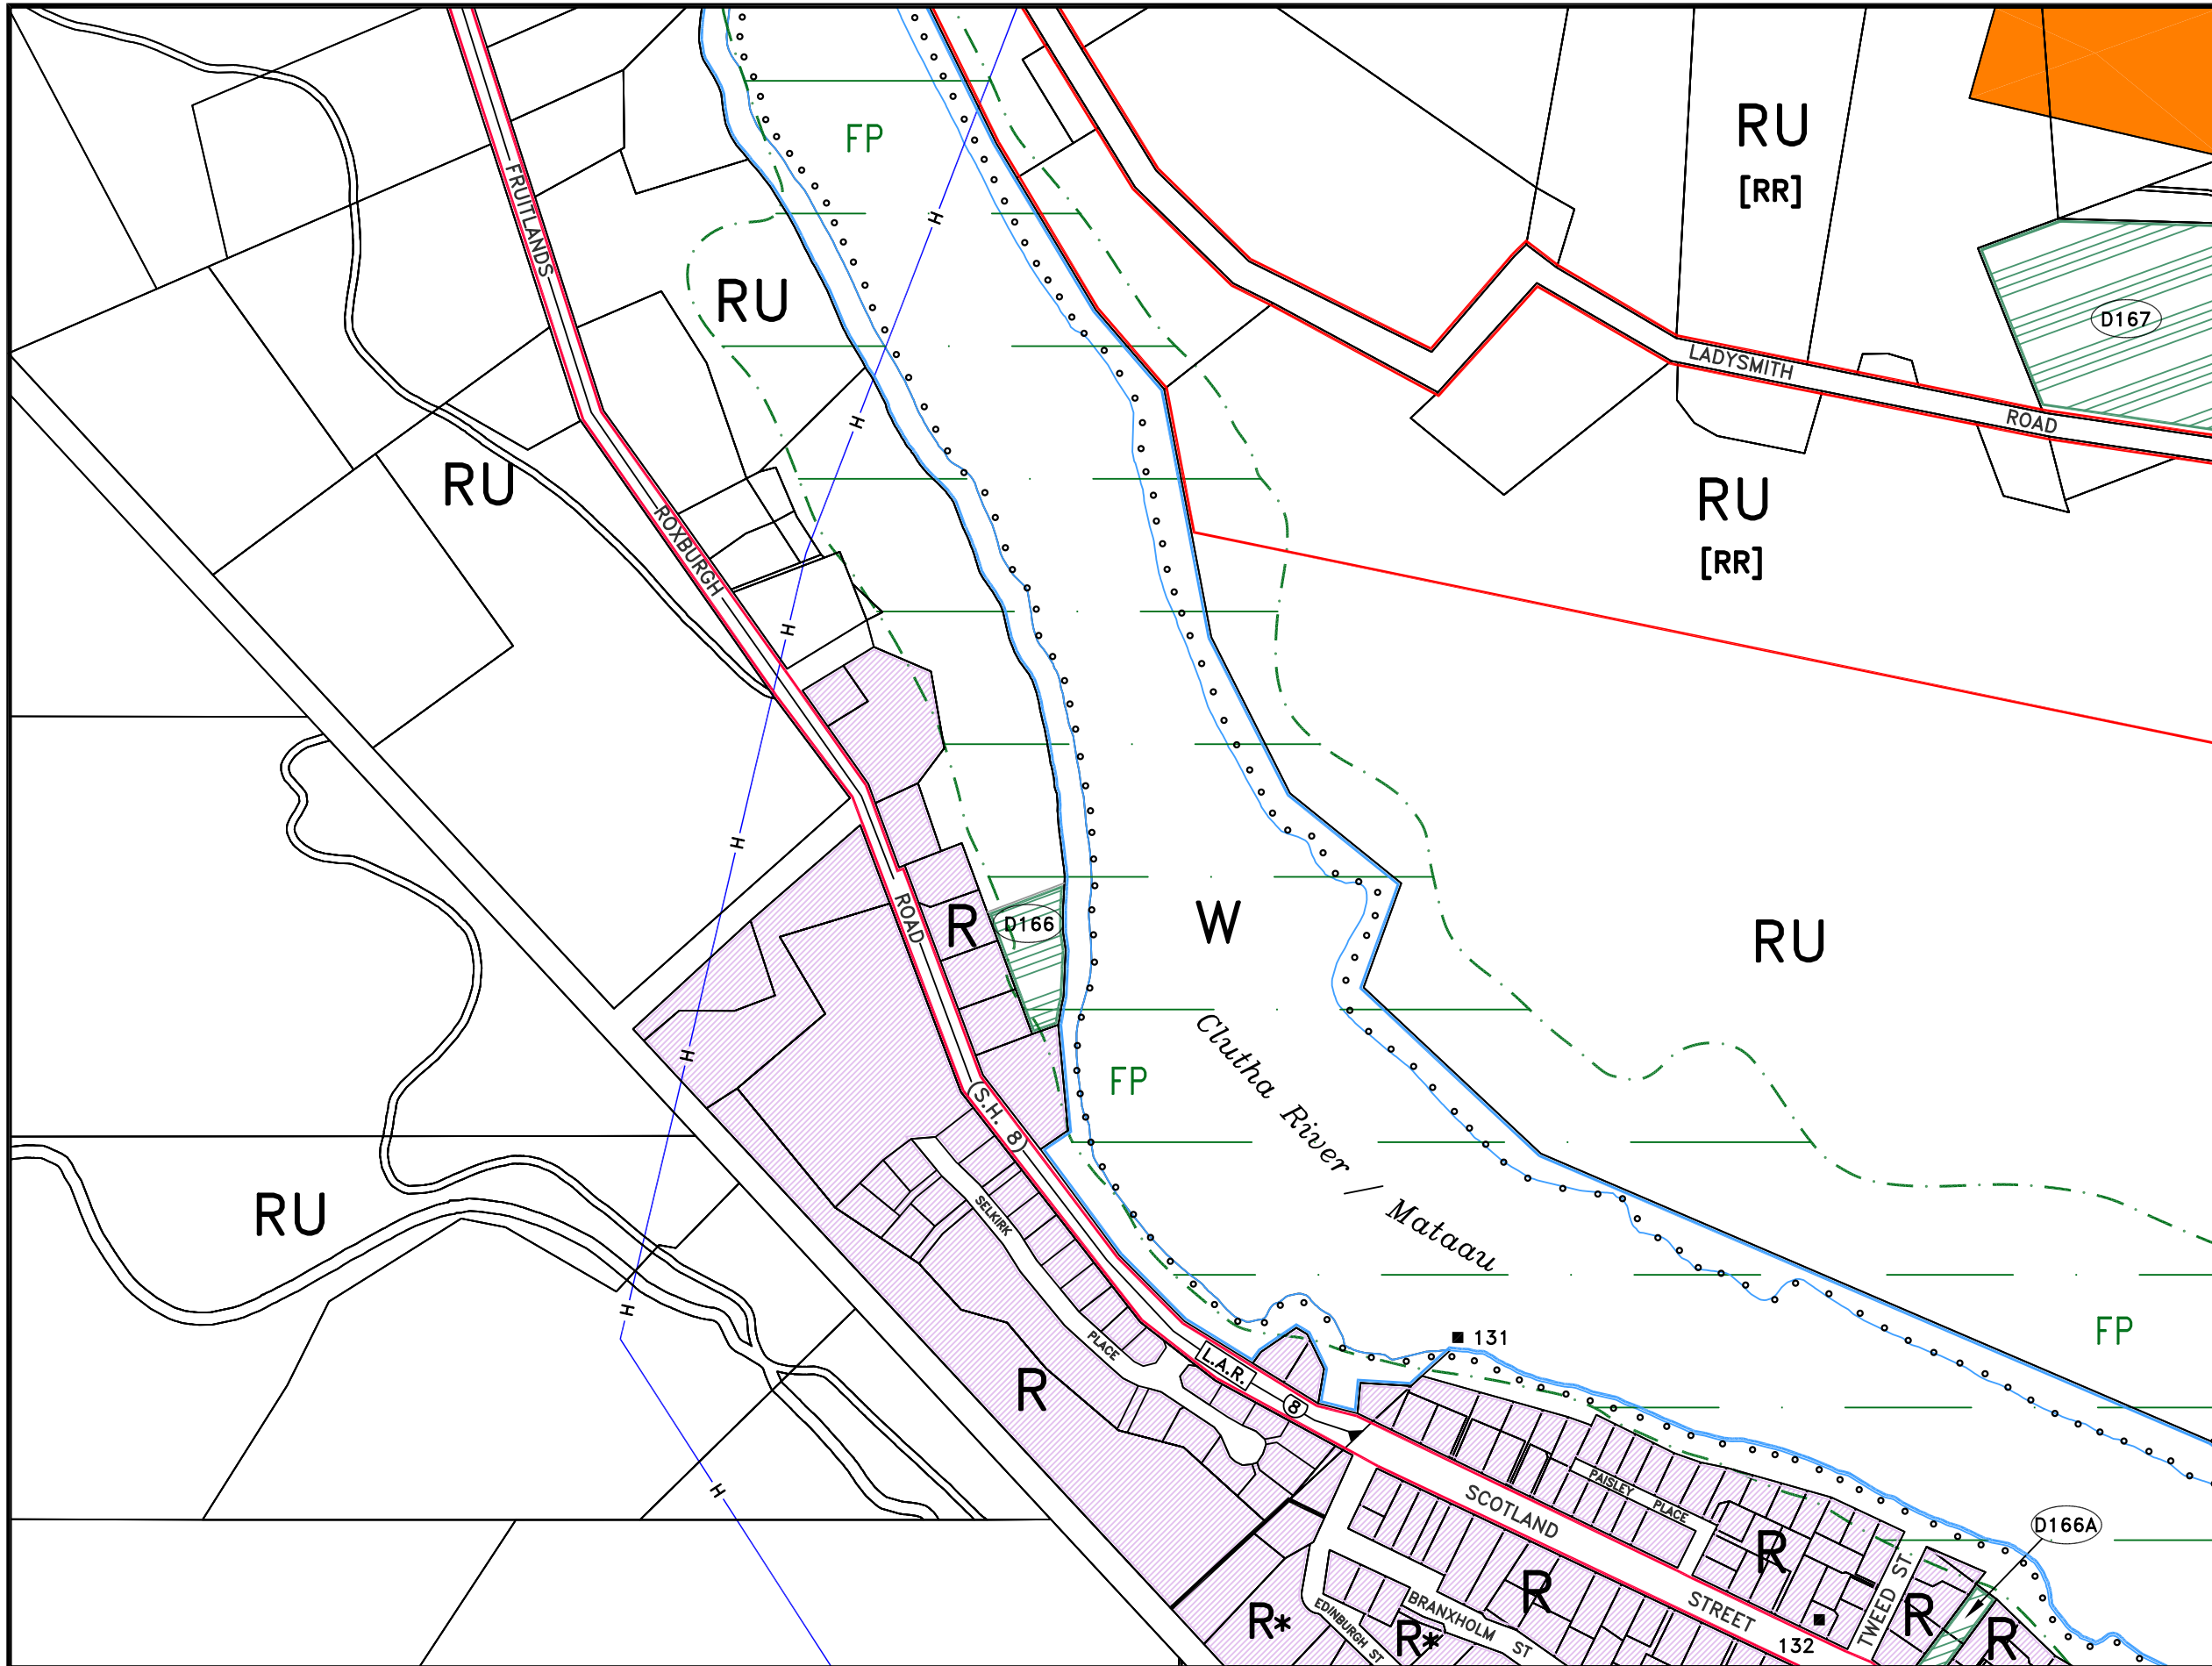 FP
RU
[RR]
H
FRUITLANDS
RU
D167
LADYSMITH
ROAD
H
RU
RU
[RR]
ROXBURGH
H
H
ROAD
R
D166
W
RU
H
FP
Clutha River / Mataau
(S.H. 8)
RU
SELKIRK
PLACE
H
FP
131
L.A.R.
8
R
H
PAISLEY PLACE
SCOTLAND
STREET
D166A
R
R
TWEED ST.
R
R
R*
EDINBURGH ST
R*
BRANXHOLM ST
132